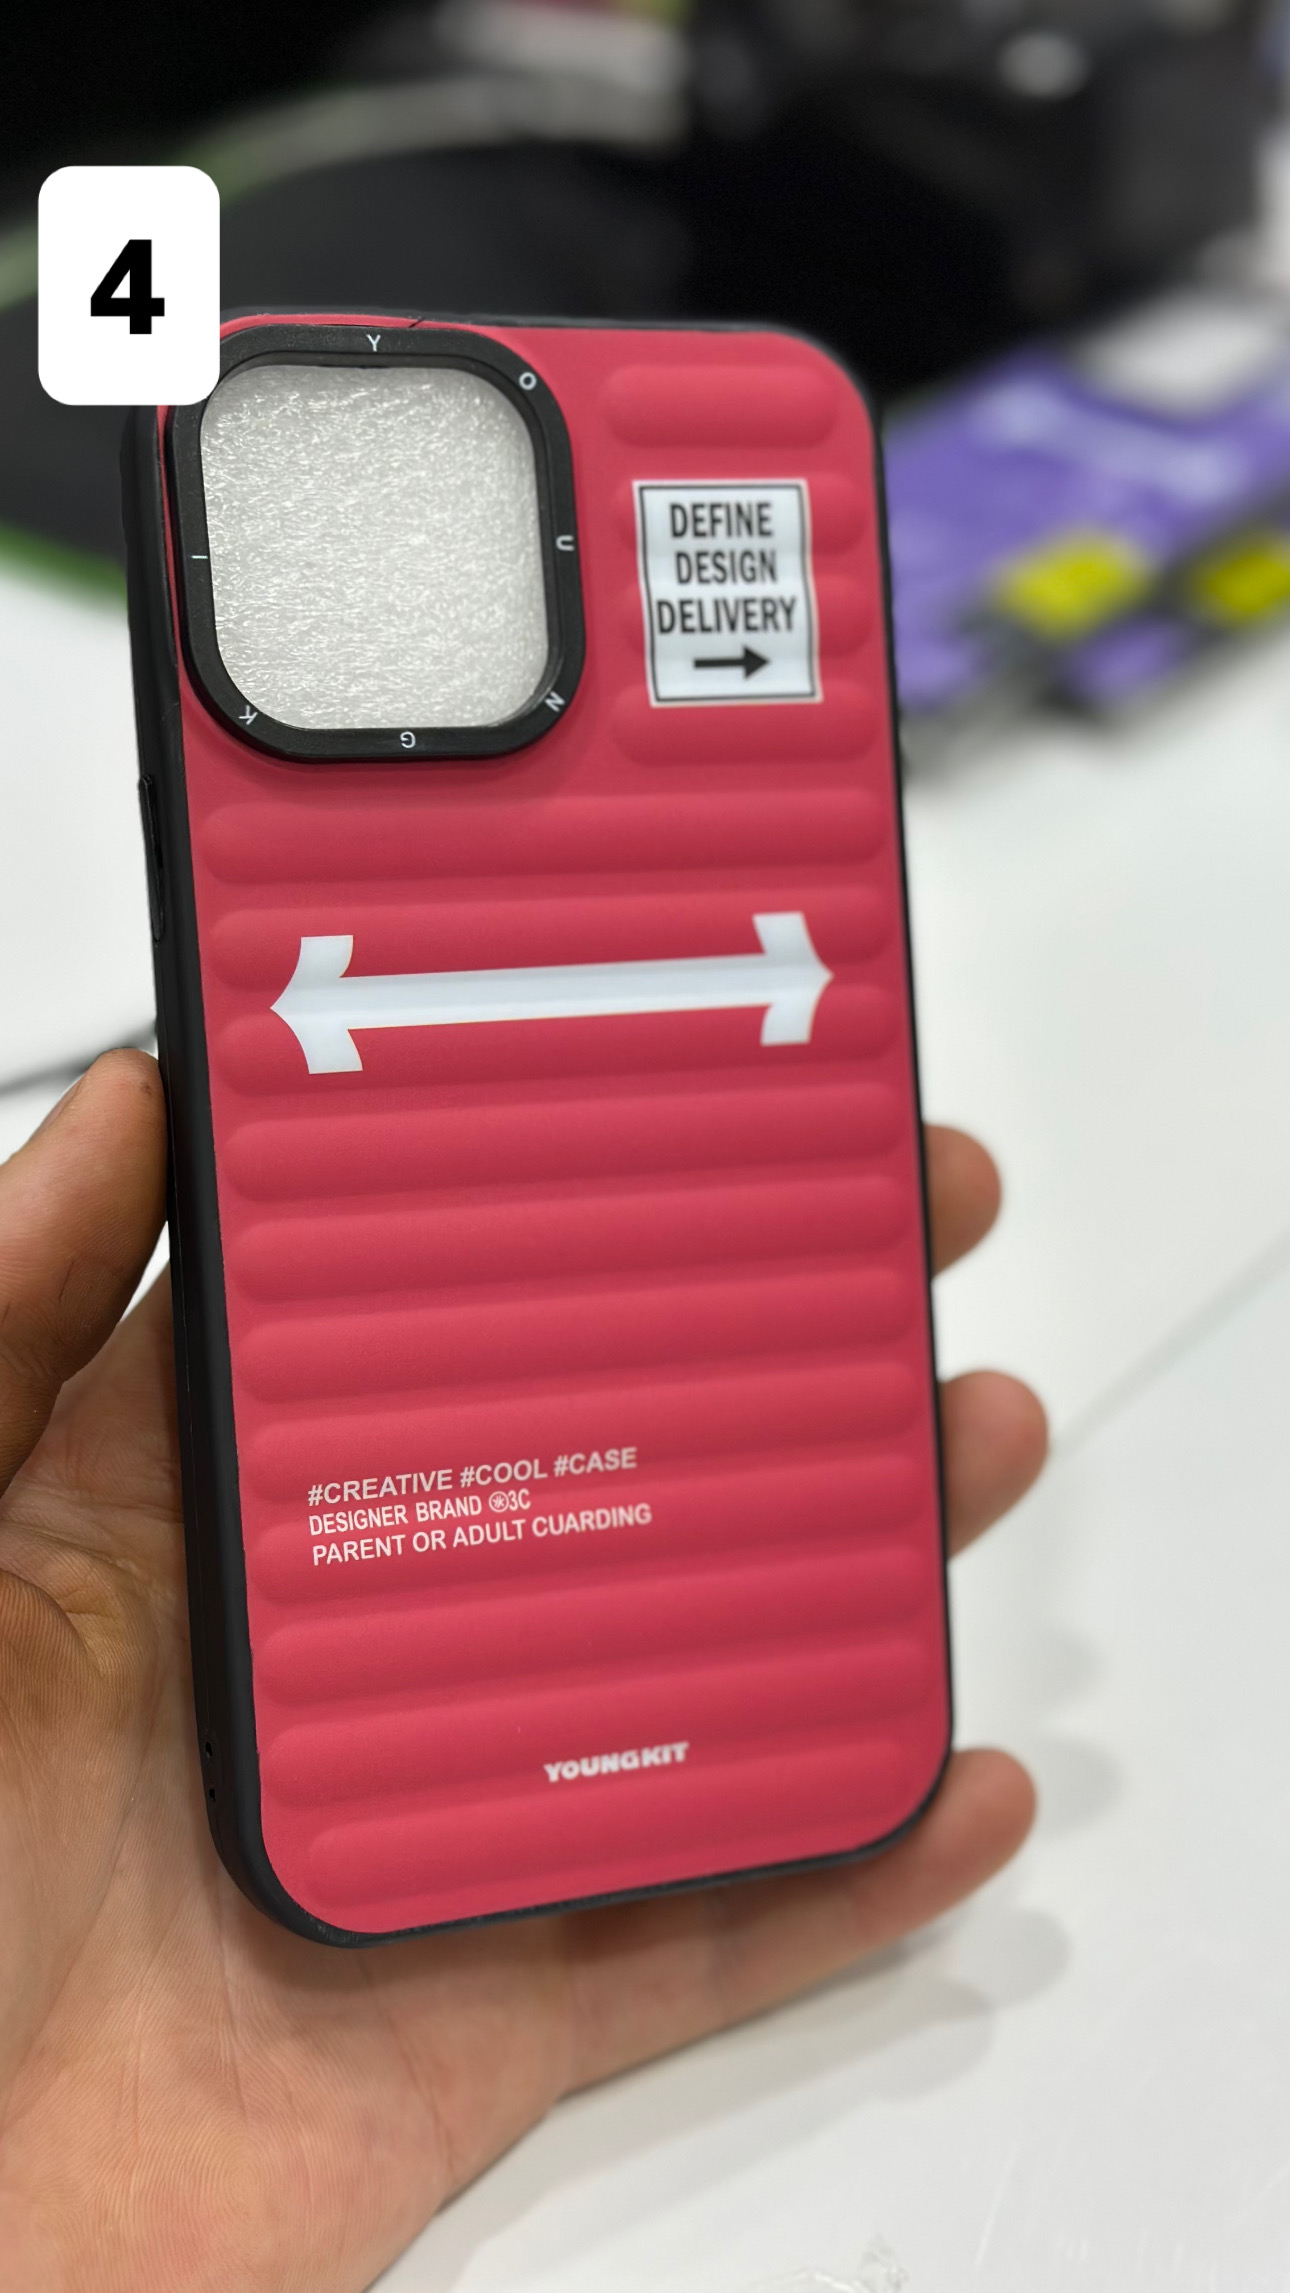 4
Y O U N G K I
DEFINE
DESIGN
DELIVERY
#CREATIVE #COOL #CASE
DESIGNER BRAND 3C
PARENT OR ADULT CUARDING
YOUNGKIT